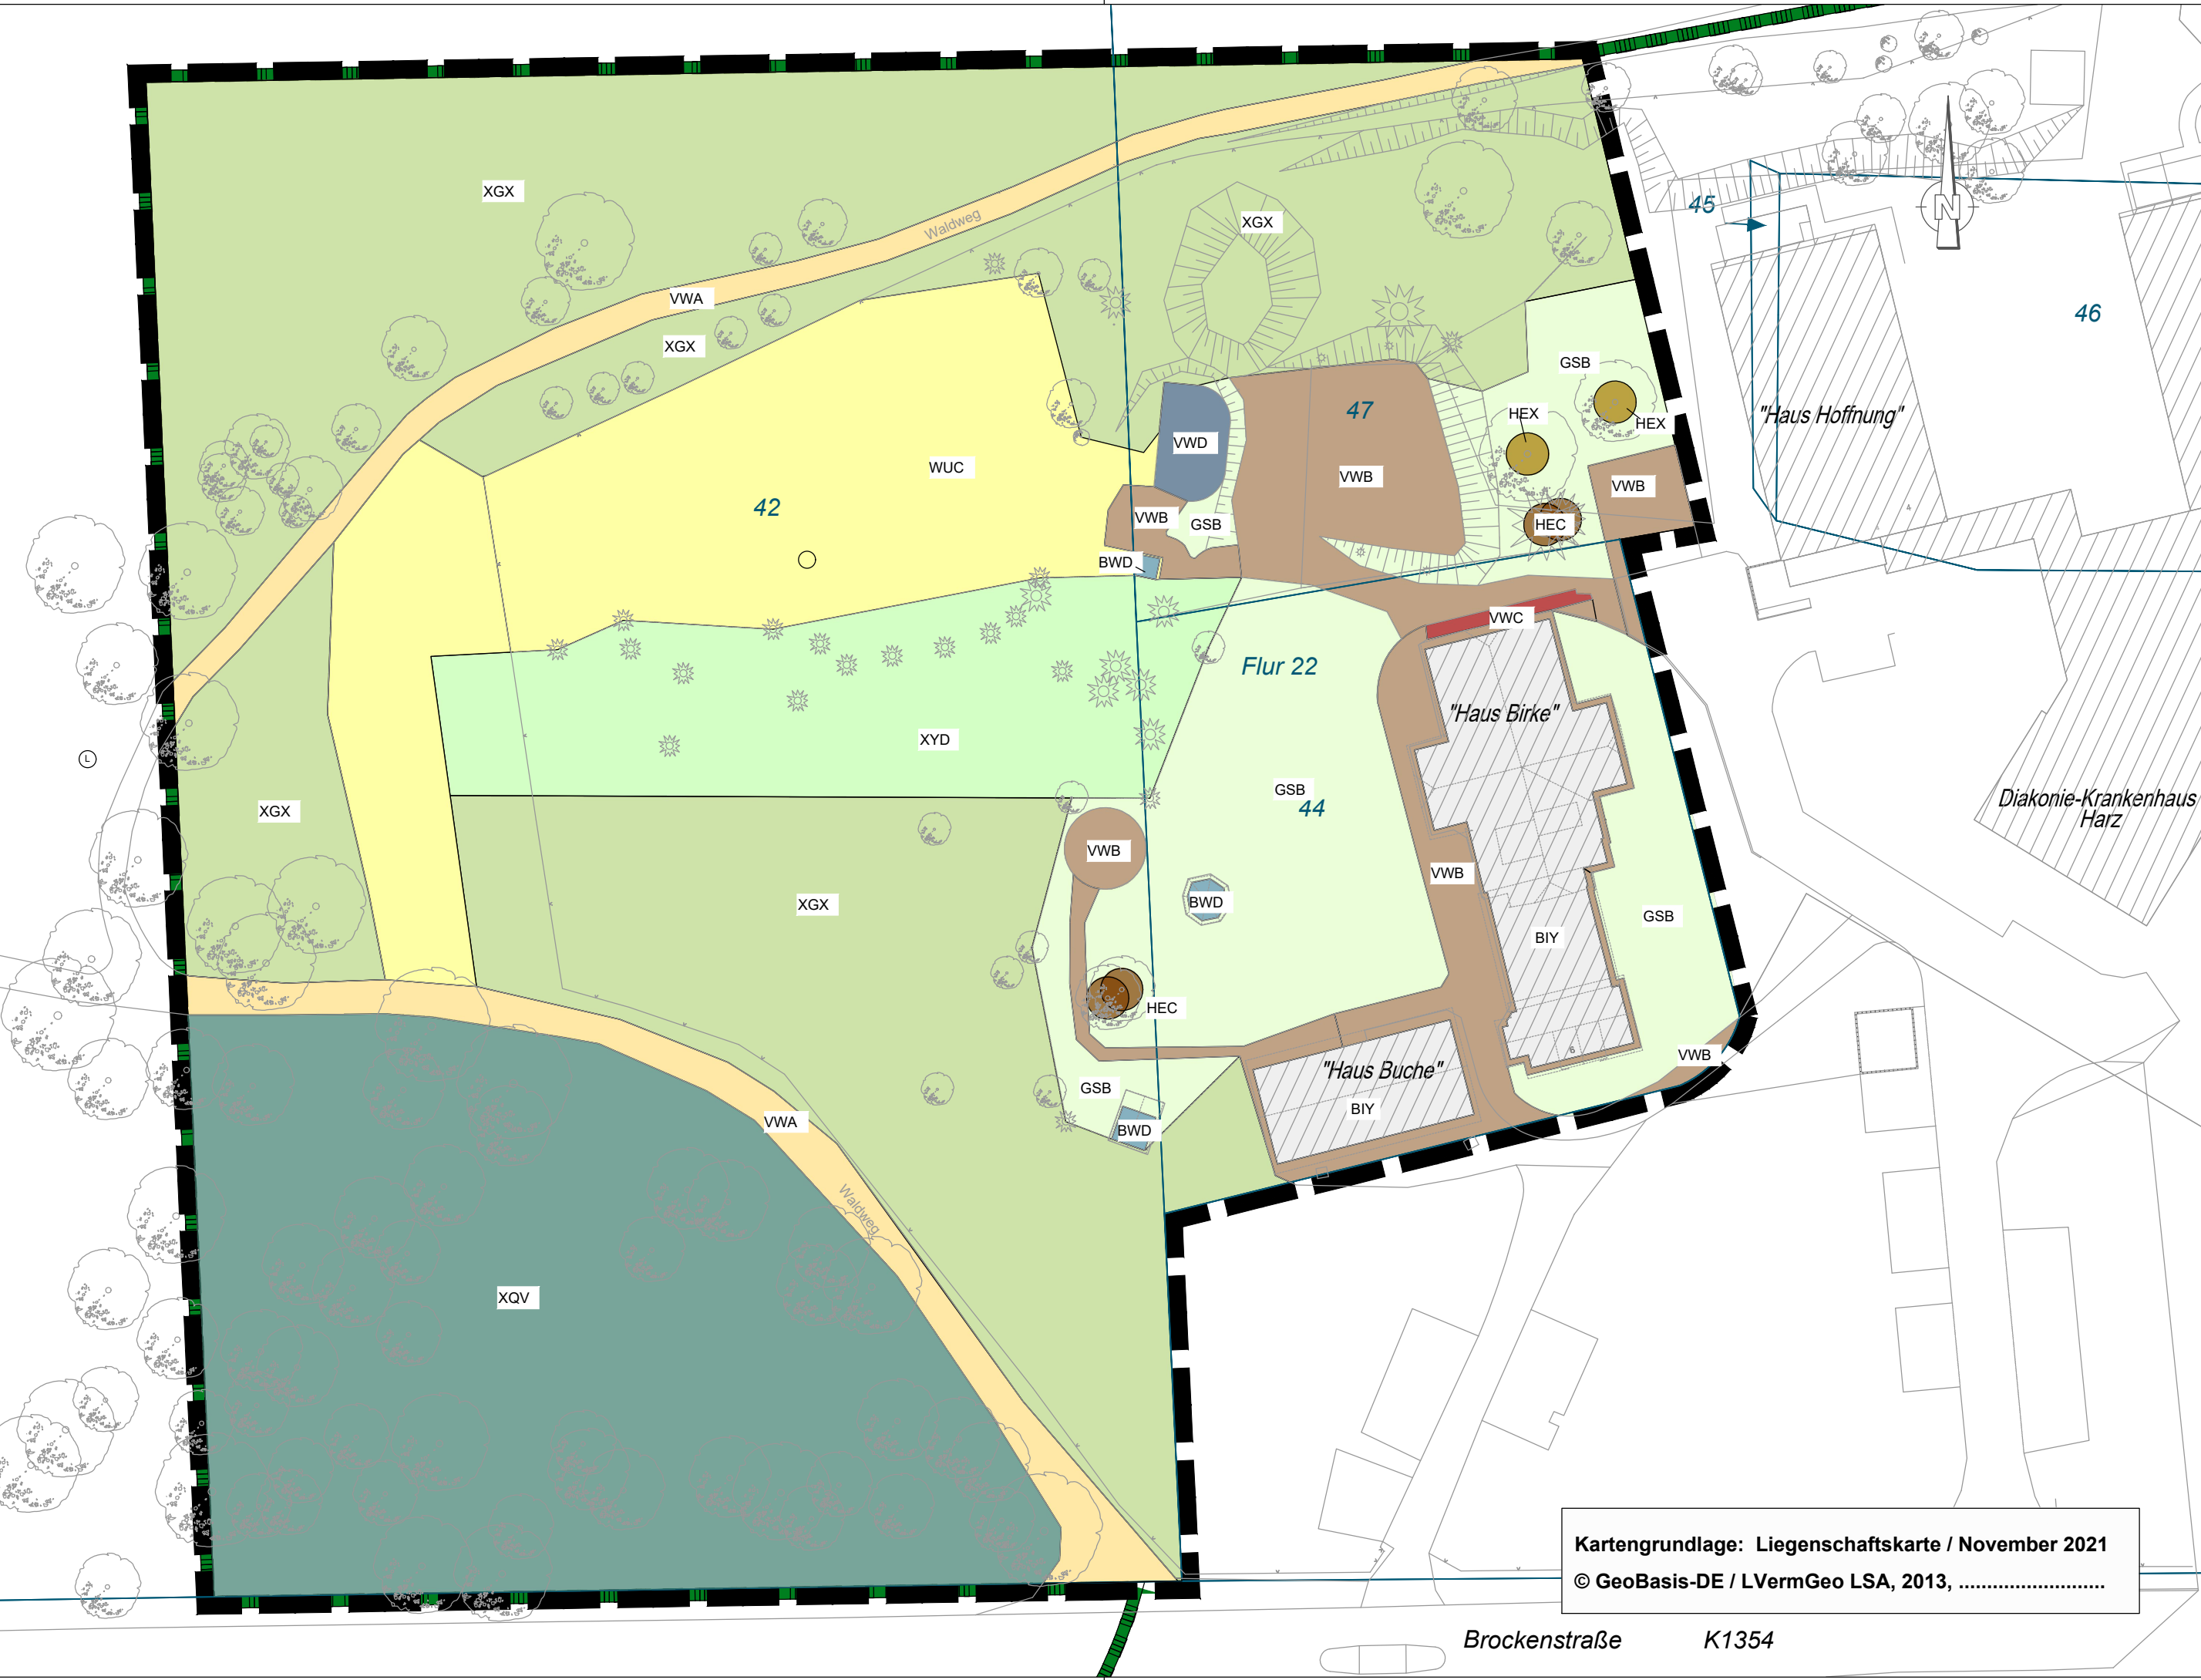 XGX
Waldweg
XGX
45
N
46
VWA
XGX
GSB
47
HEX
HEX
"Haus Hoffnung"
VWD
WUC
VWB
VWB
42
VWB
GSB
HEC
4
BWD
VWC
Flur 22
"Haus Birke"
XYD
L
GSB
44
Diakonie-Krankenhaus
Harz
XGX
VWB
VWB
XGX
BWD
GSB
BIY
HEC
6
VWB
"Haus Buche"
GSB
BIY
VWA
BWD
Waldweg
XQV
Kartengrundlage: Liegenschaftskarte / November 2021
© GeoBasis-DE / LVermGeo LSA, 2013, ..........................
Brockenstraße K1354